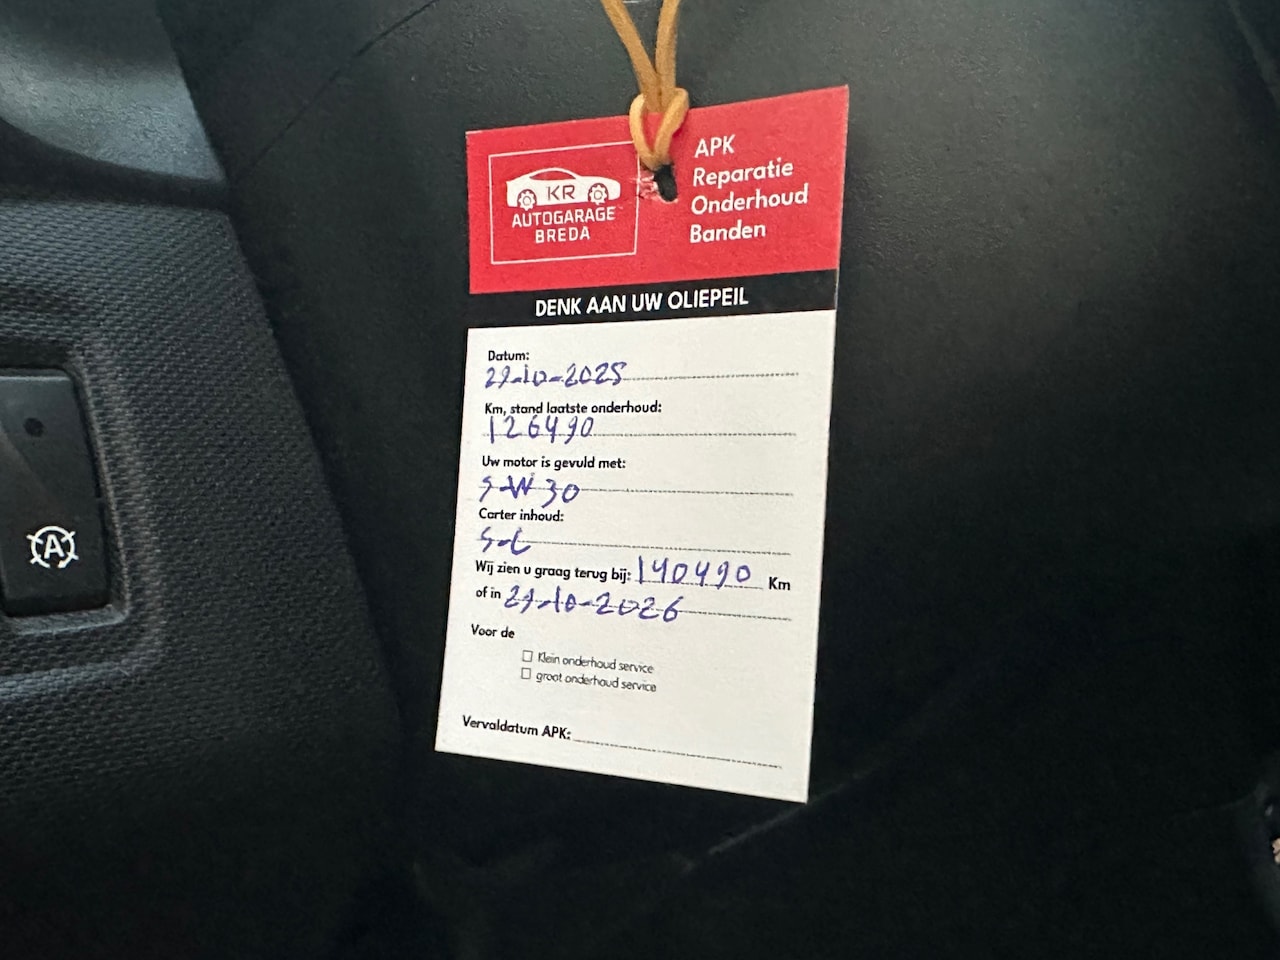 KR
AUTOGARAGE
BREDA
APK
Reparatie
Onderhoud
Banden
DENK AAN UW OLIEPEIL
Datum:
29-10-2025
Km, stand laatste onderhoud:
126490
Uw motor is gevuld met:
5-W30
Carter inhoud:
Wij zien u graag terug bij: 140490 Km
of in 29-10-2026
Voor de
Klein onderhoud service
groot onderhoud service
Vervaldatum APK:
A